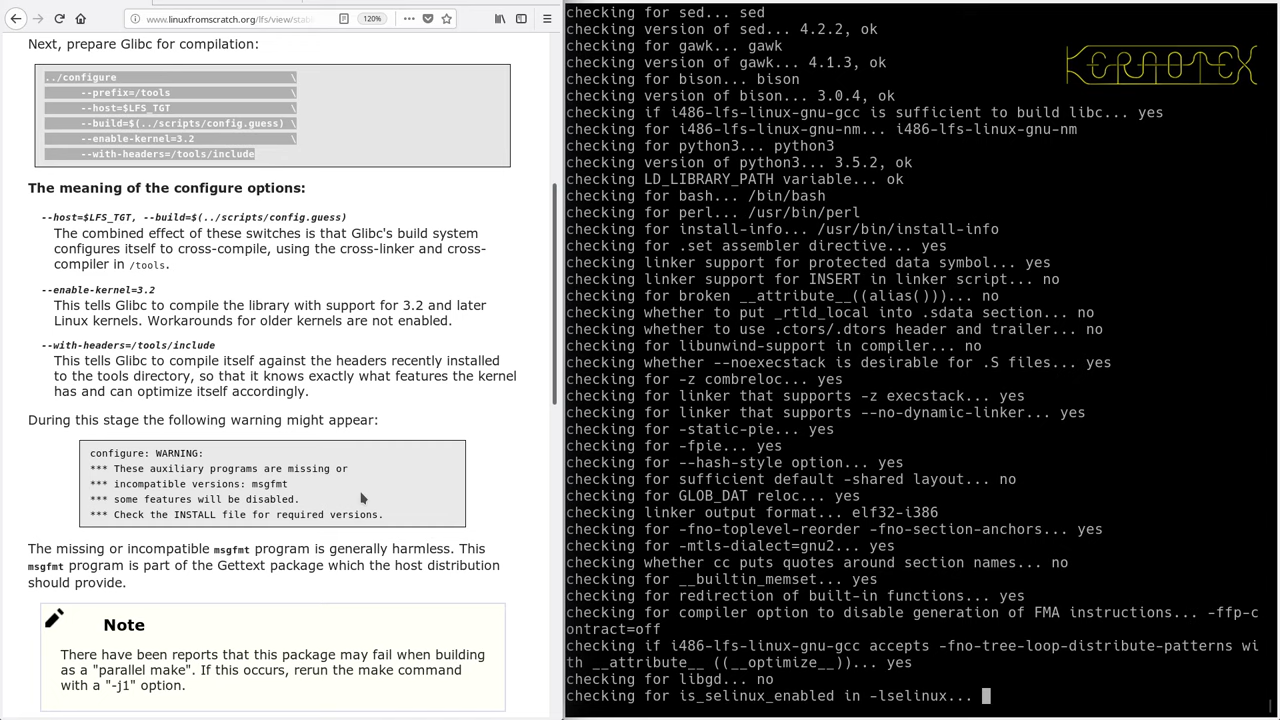 www.linuxfromscratch.org/lfs/view/stab
120%
Next, prepare Glibc for compilation:
../configure \
--prefix=/tools \
--host=$LFS_TGT \
--build=$(../scripts/config.guess) \
--enable-kernel=3.2 \
--with-headers=/tools/include
The meaning of the configure options:
--host=$LFS_TGT, --build=$(../scripts/config.guess)
The combined effect of these switches is that Glibc's build system
configures itself to cross-compile, using the cross-linker and cross-
compiler in /tools.
--enable-kernel=3.2
This tells Glibc to compile the library with support for 3.2 and later
Linux kernels. Workarounds for older kernels are not enabled.
--with-headers=/tools/include
This tells Glibc to compile itself against the headers recently installed
to the tools directory, so that it knows exactly what features the kernel
has and can optimize itself accordingly.
During this stage the following warning might appear:
configure: WARNING:
*** These auxiliary programs are missing or
*** incompatible versions: msgfmt
*** some features will be disabled.
*** Check the INSTALL file for required versions.
The missing or incompatible msgfmt program is generally harmless. This
msgfmt program is part of the Gettext package which the host distribution
should provide.
Note
There have been reports that this package may fail when building
as a "parallel make". If this occurs, rerun the make command
with a "-j1" option.
checking for sed... sed
checking version of sed... 4.2.2, ok
checking for gawk... gawk
checking version of gawk... 4.1.3, ok
checking for bison... bison
checking version of bison... 3.0.4, ok
checking if i486-lfs-linux-gnu-gcc is sufficient to build libc... yes
checking for i486-lfs-linux-gnu-nm... i486-lfs-linux-gnu-nm
checking for python3... python3
checking version of python3... 3.5.2, ok
checking LD_LIBRARY_PATH variable... ok
checking for bash... /bin/bash
checking for perl... /usr/bin/perl
checking for install-info... /usr/bin/install-info
checking for .set assembler directive... yes
checking linker support for protected data symbol... yes
checking linker support for INSERT in linker script... no
checking for broken __attribute__((alias()))... no
checking whether to put _rtld_local into .sdata section... no
checking whether to use .ctors/.dtors header and trailer... no
checking for libunwind-support in compiler... no
checking whether --noexecstack is desirable for .S files... yes
checking for -z combreloc... yes
checking for linker that supports -z execstack... yes
checking for linker that supports --no-dynamic-linker... yes
checking for -static-pie... yes
checking for -fpie... yes
checking for --hash-style option... yes
checking for sufficient default -shared layout... no
checking for GLOB_DAT reloc... yes
checking linker output format... elf32-i386
checking for -fno-toplevel-reorder -fno-section-anchors... yes
checking for -mtls-dialect=gnu2... yes
checking whether cc puts quotes around section names... no
checking for __builtin_memset... yes
checking for redirection of built-in functions... yes
checking for compiler option to disable generation of FMA instructions... -ffp-c
ontract=off
checking if i486-lfs-linux-gnu-gcc accepts -fno-tree-loop-distribute-patterns wi
th __attribute__ ((__optimize__))... yes
checking for libgd... no
checking for is_selinux_enabled in -lselinux...